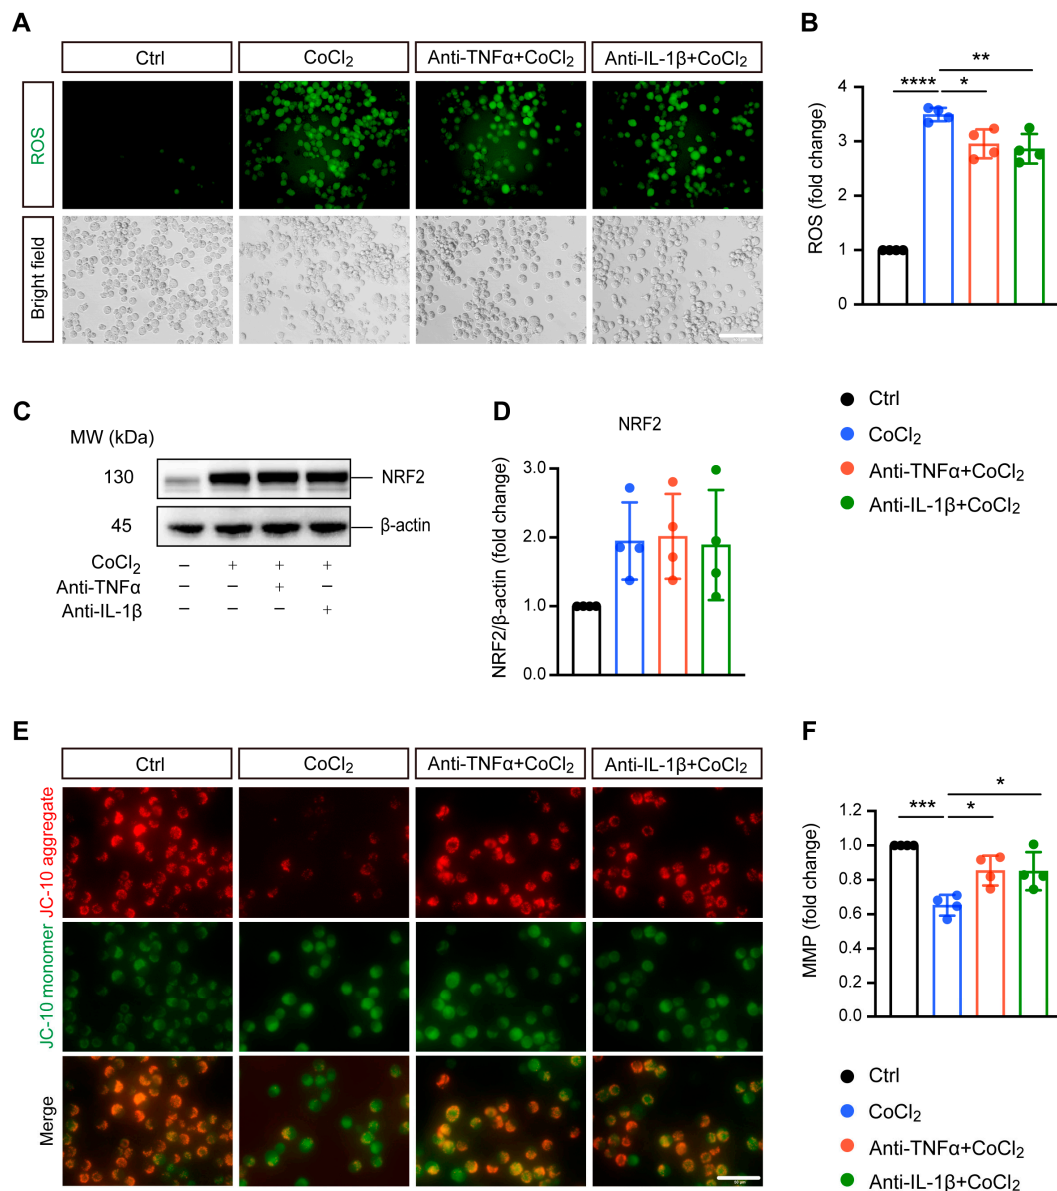 A
Ctrl
CoCl₂
Anti-TNFα+CoCl₂
Anti-IL-1β+CoCl₂
ROS
Bright field
B
**
**** *
ROS (fold change)
4
3
2
1
0
C
MW (kDa)
130
NRF2
45
β-actin
CoCl₂ – + + +
Anti-TNFα – – + –
Anti-IL-1β – – – +
D
NRF2
NRF2/β-actin (fold change)
3.0
2.0
1.0
0.0
Ctrl
CoCl₂
Anti-TNFα+CoCl₂
Anti-IL-1β+CoCl₂
E
Ctrl
CoCl₂
Anti-TNFα+CoCl₂
Anti-IL-1β+CoCl₂
JC-10 aggregate
JC-10 monomer
Merge
F
*
*** *
MMP (fold change)
1.2
1.0
0.8
0.6
0.4
0.2
0.0
Ctrl
CoCl₂
Anti-TNFα+CoCl₂
Anti-IL-1β+CoCl₂